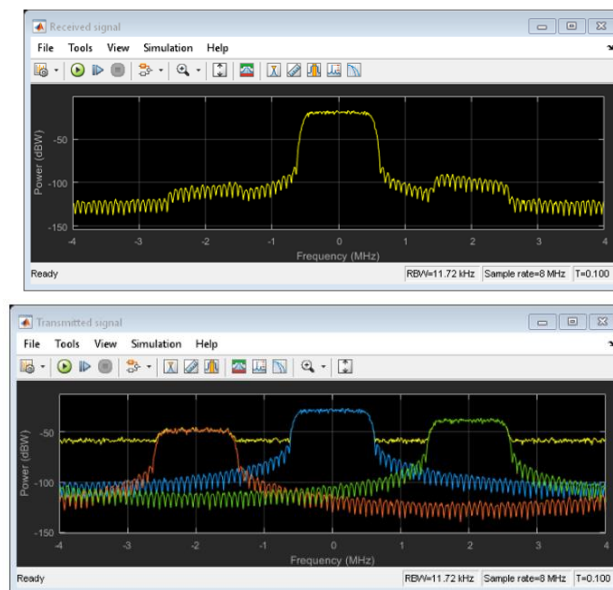 Received signal
File Tools View Simulation Help
Power (dBW)
-50
-100
-150
-4 -3 -2 -1 0 1 2 3 4
Frequency (MHz)
Ready RBW=11.72 kHz Sample rate=8 MHz T=0.100
Transmitted signal
File Tools View Simulation Help
Power (dBW)
-50
-100
-150
-4 -3 -2 -1 0 1 2 3 4
Frequency (MHz)
Ready RBW=11.72 kHz Sample rate=8 MHz T=0.100